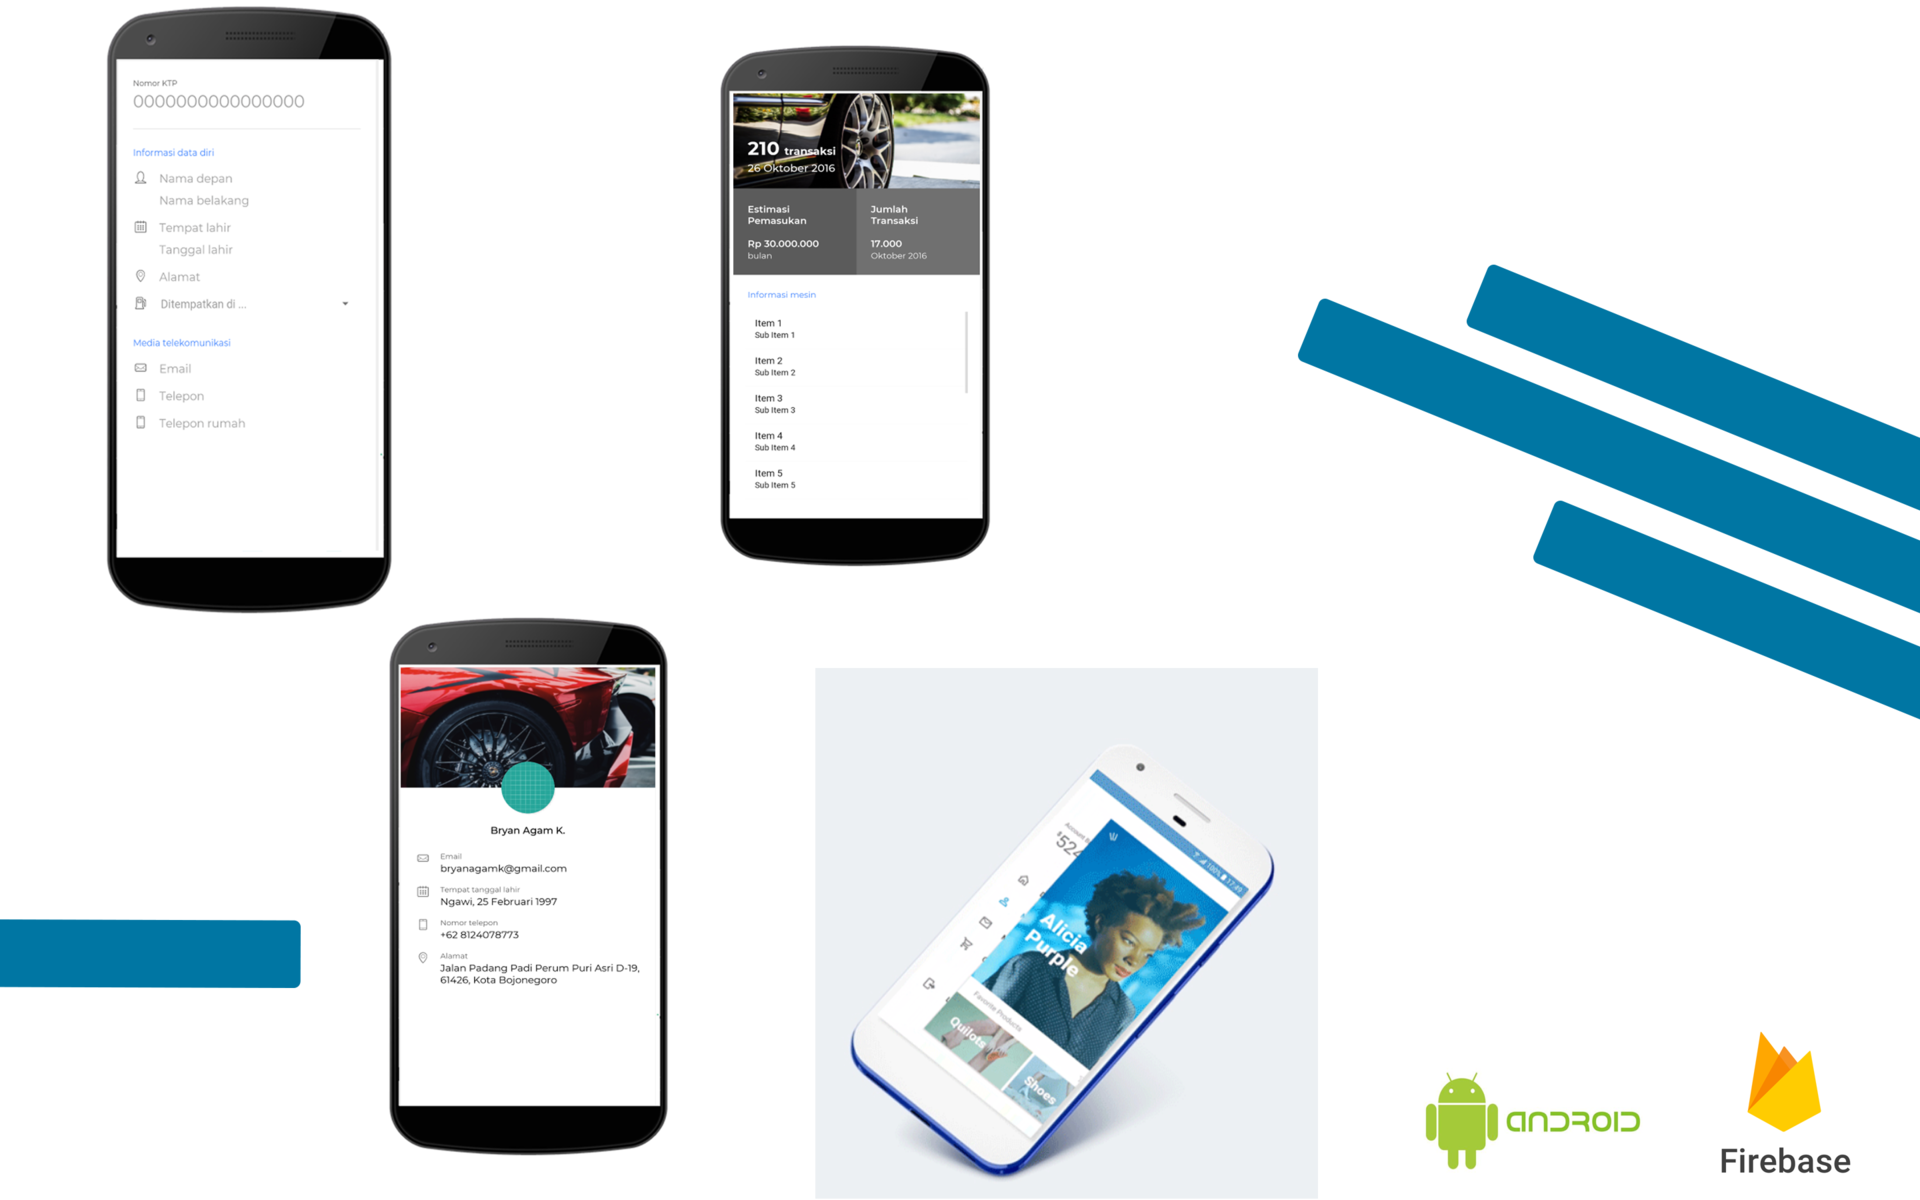 Nomor KTP
0000000000000000
Informasi data diri
Nama depan
Nama belakang
Tempat lahir
Tanggal lahir
Alamat
Ditempatkan di ...
Media telekomunikasi
Email
Telepon
Telepon rumah
210 transaksi
26 Oktober 2016
Estimasi
Pemasukan
Rp 30.000.000
bulan
Jumlah
Transaksi
17.000
Oktober 2016
Informasi mesin
Item 1
Sub Item 1
Item 2
Sub Item 2
Item 3
Sub Item 3
Item 4
Sub Item 4
Item 5
Sub Item 5
Bryan Agam K.
Email
bryanagamk@gmail.com
Tempat tanggal lahir
Ngawi, 25 Februari 1997
Nomor telepon
+62 8124078773
Alamat
Jalan Padang Padi Perum Puri Asri D-19,
61426, Kota Bojonegoro
100% 17:49
Account
$524
Alicia
Purple
Favorite Products
Quilots
Shoes
ANDROID
Firebase